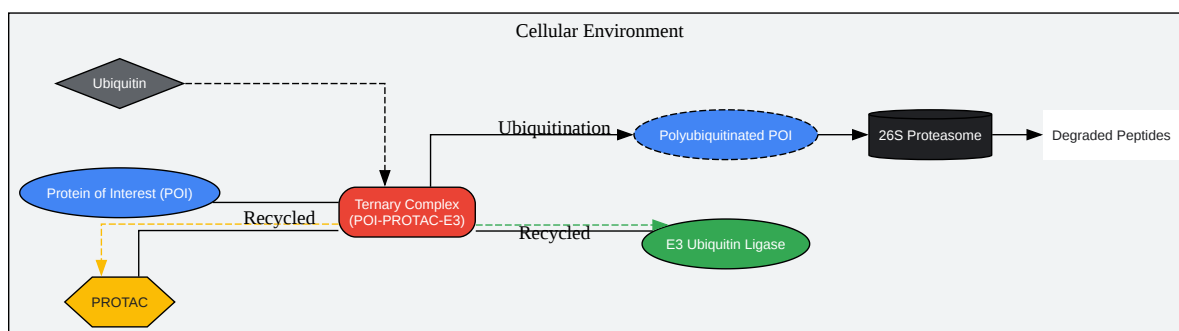 Cellular Environment
Ubiquitin
Ubiquitination
Polyubiquitinated POI
26S Proteasome
Degraded Peptides
Protein of Interest (POI)
Recycled
Ternary Complex
(POI-PROTAC-E3)
Recycled
E3 Ubiquitin Ligase
PROTAC